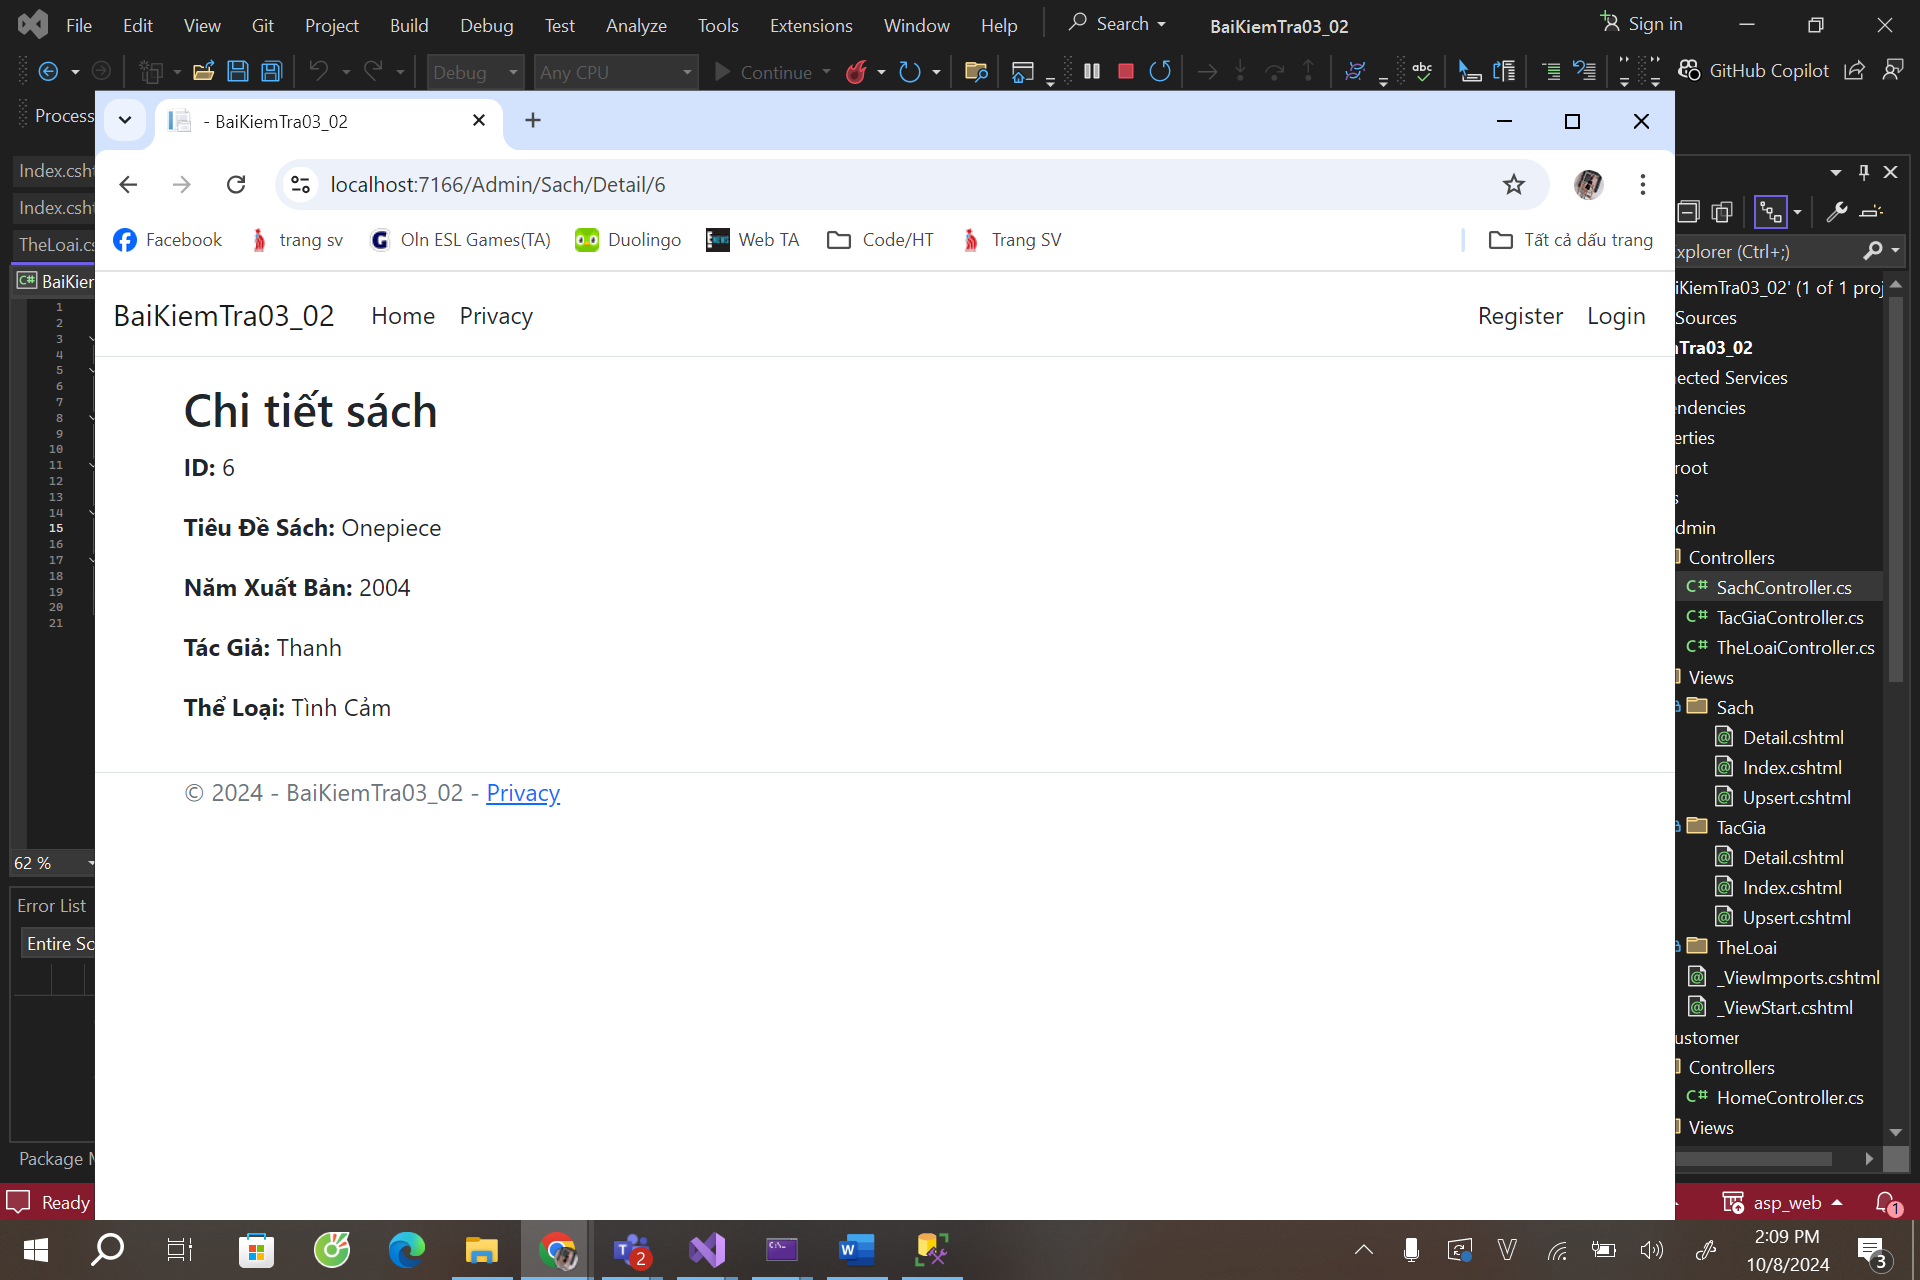 File Edit View Git Project Build Debug Test Analyze Tools Extensions Window Help Search BaiKiemTra03_02 Sign in
Debug Any CPU Continue GitHub Copilot
Process
- BaiKiemTra03_02
localhost:7166/Admin/Sach/Detail/6
Facebook trang sv Oln ESL Games(TA) Duolingo Web TA Code/HT Trang SV Tất cả dấu trang
BaiKiemTra03_02 Home Privacy Register Login
Chi tiết sách
ID: 6
Tiêu Đề Sách: Onepiece
Năm Xuất Bản: 2004
Tác Giả: Thanh
Thể Loại: Tình Cảm
© 2024 - BaiKiemTra03_02 - Privacy
Index.csht
Index.csht
TheLoai.cs
C# BaiKier
1
2
3
4
5
6
7
8
9
10
11
12
13
14
15
16
17
18
19
20
21
62 %
Error List
Entire So
Package M
Ready
xplorer (Ctrl+;)
iKiemTra03_02' (1 of 1 proj
Sources
Tra03_02
ected Services
endencies
erties
root
s
dmin
Controllers
C# SachController.cs
C# TacGiaController.cs
C# TheLoaiController.cs
Views
Sach
Detail.cshtml
Index.cshtml
Upsert.cshtml
TacGia
Detail.cshtml
Index.cshtml
Upsert.cshtml
TheLoai
_ViewImports.cshtml
_ViewStart.cshtml
ustomer
Controllers
C# HomeController.cs
Views
asp_web 1
2
2:09 PM
10/8/2024
3